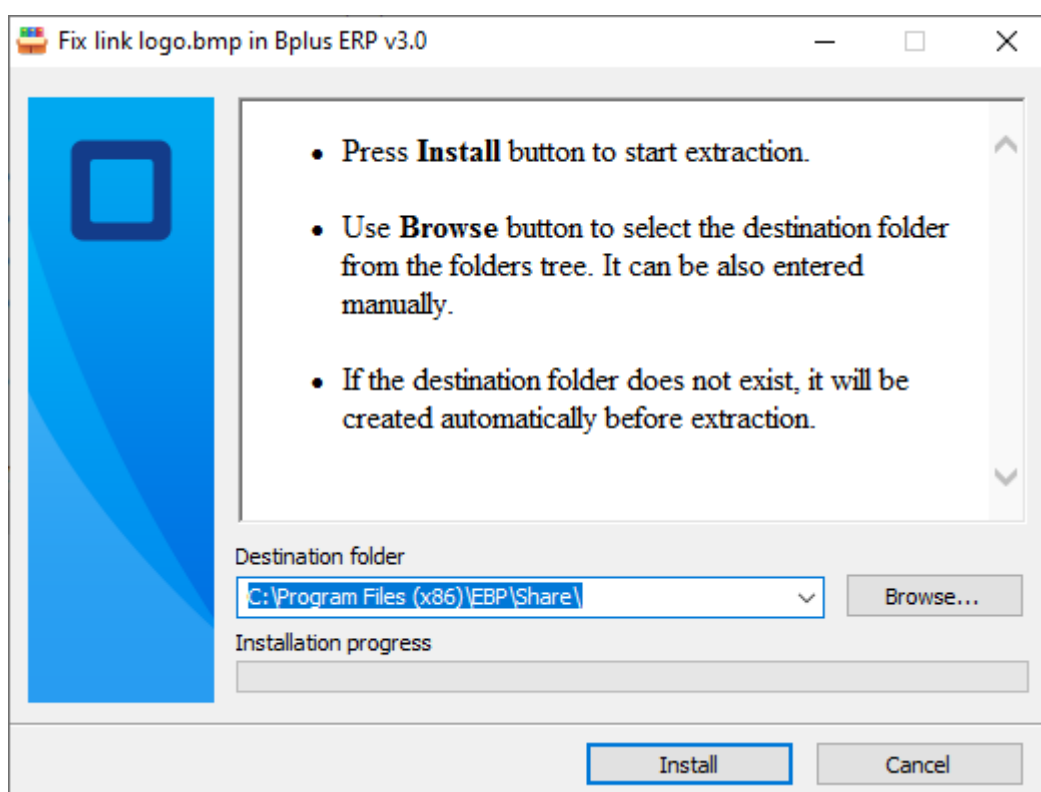 Fix link logo.bmp in Bplus ERP v3.0
• Press Install button to start extraction.
• Use Browse button to select the destination folder
from the folders tree. It can be also entered
manually.
• If the destination folder does not exist, it will be
created automatically before extraction.
Destination folder
C:\Program Files (x86)\EBP\Share\
Browse...
Installation progress
Install
Cancel